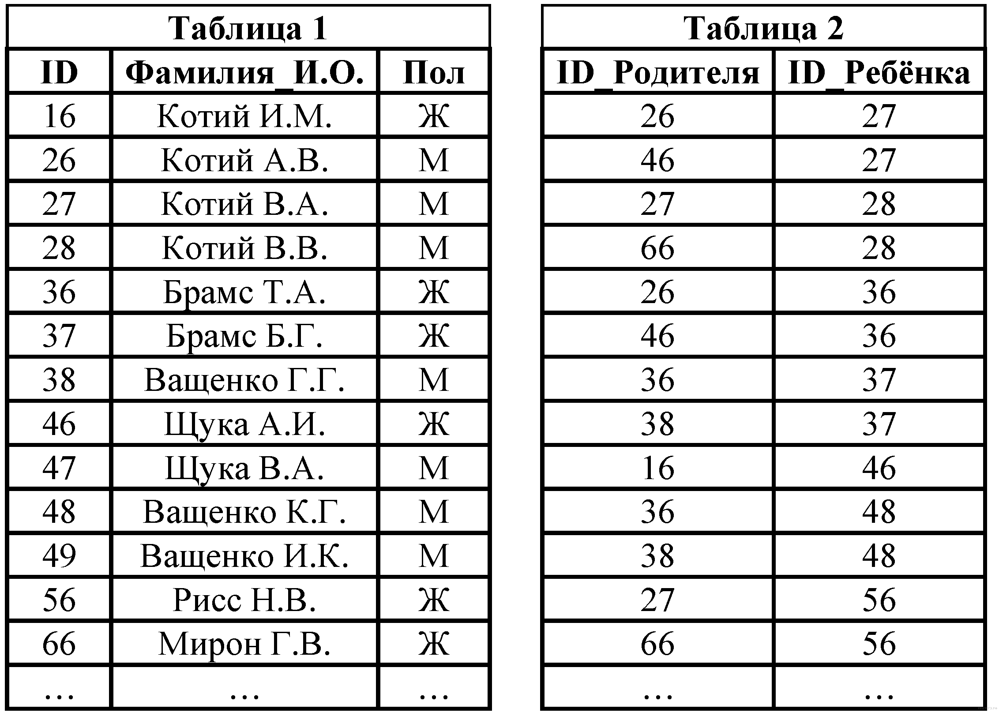 Таблица 1
ID Фамилия_И.О. Пол
16 Котий И.М. Ж
26 Котий А.В. М
27 Котий В.А. М
28 Котий В.В. М
36 Брамс Т.А. Ж
37 Брамс Б.Г. Ж
38 Ващенко Г.Г. М
46 Щука А.И. Ж
47 Щука В.А. М
48 Ващенко К.Г. М
49 Ващенко И.К. М
56 Рисс Н.В. Ж
66 Мирон Г.В. Ж
... ... ...
Таблица 2
ID_Родителя ID_Ребёнка
26 27
46 27
27 28
66 28
26 36
46 36
36 37
38 37
16 46
36 48
38 48
27 56
66 56
... ...